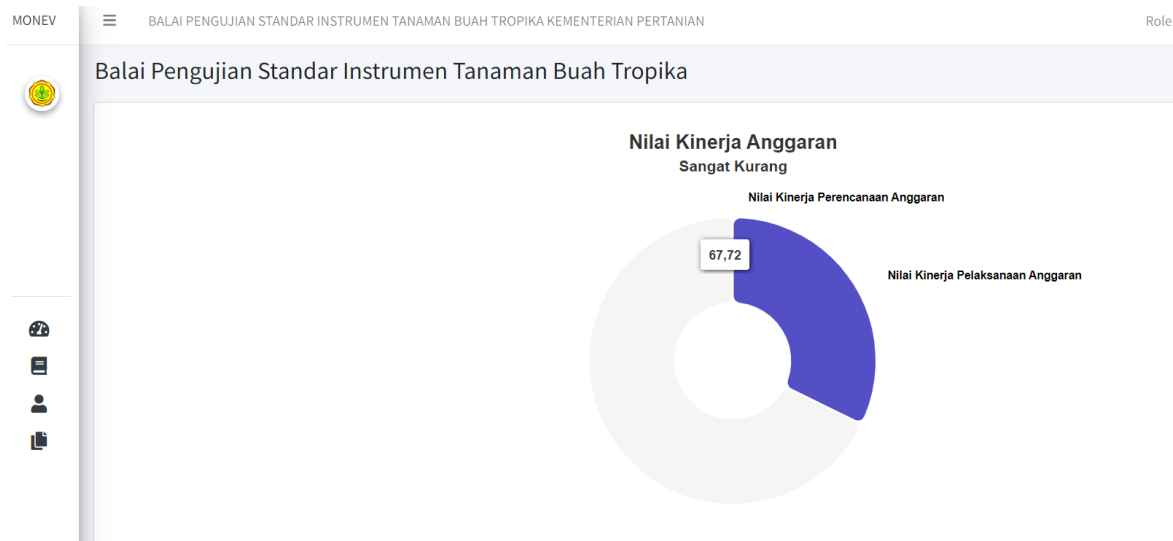 MONEV
BALAI PENGUJIAN STANDAR INSTRUMEN TANAMAN BUAH TROPIKA KEMENTERIAN PERTANIAN
Role
Balai Pengujian Standar Instrumen Tanaman Buah Tropika
Nilai Kinerja Anggaran
Sangat Kurang
Nilai Kinerja Perencanaan Anggaran
67,72
Nilai Kinerja Pelaksanaan Anggaran